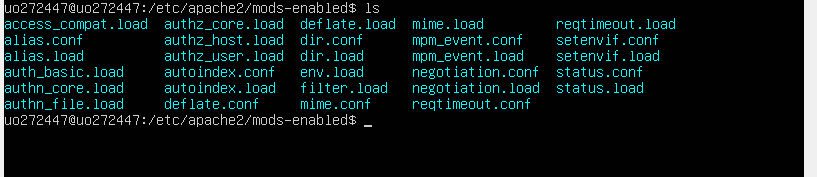 uo272447@uo272447:/etc/apache2/mods-enabled$ ls
access_compat.load authz_core.load deflate.load mime.load reqtimeout.load
alias.conf authz_host.load dir.conf mpm_event.conf setenvif.conf
alias.load authz_user.load dir.load mpm_event.load setenvif.load
auth_basic.load autoindex.conf env.load negotiation.conf status.conf
authn_core.load autoindex.load filter.load negotiation.load status.load
authn_file.load deflate.conf mime.conf reqtimeout.conf
uo272447@uo272447:/etc/apache2/mods-enabled$ _